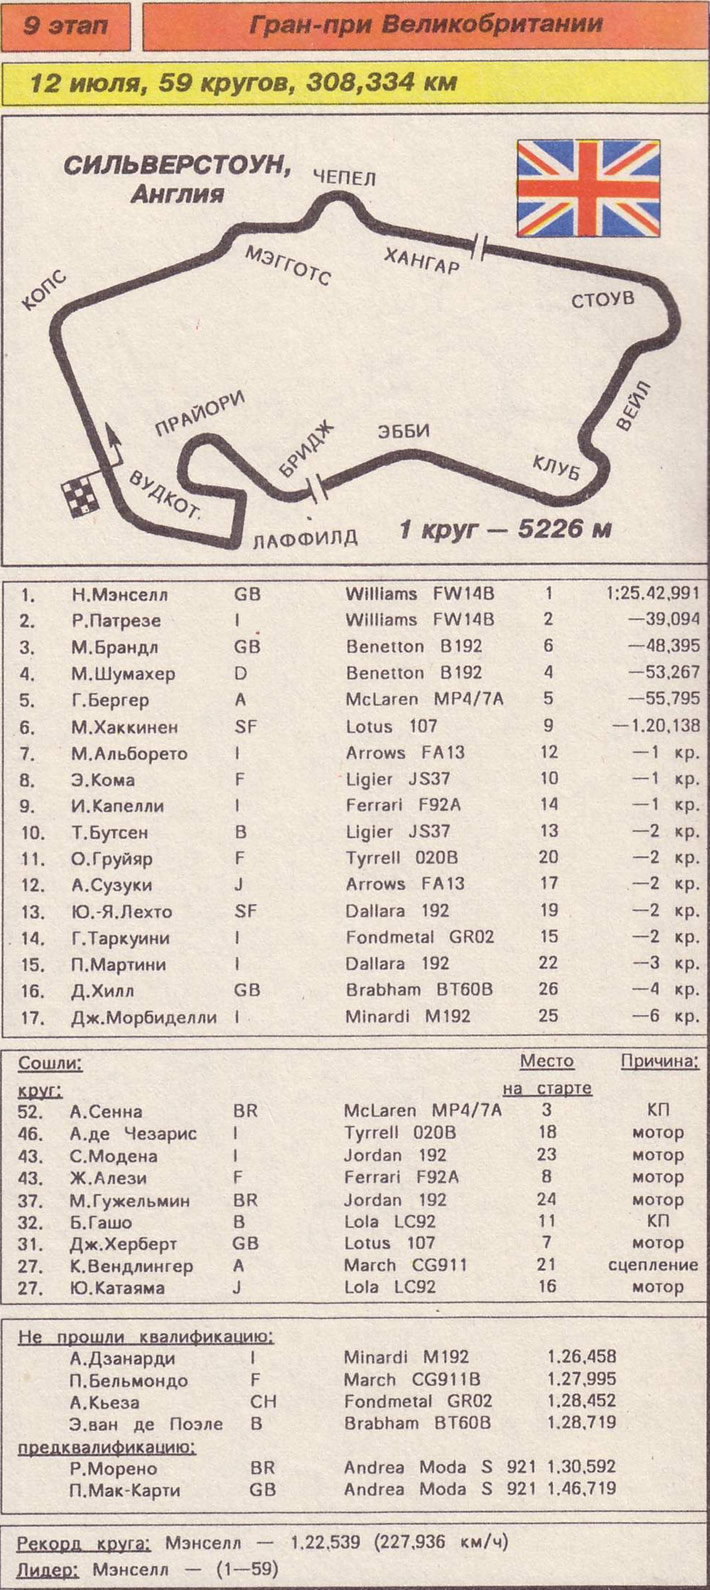 9 этап
Гран-при Великобритании
12 июля, 59 кругов, 308,334 км
СИЛЬВЕРСТОУН,
Англия
ЧЕПЕЛ
МЭГГОТС
ХАНГАР
КОПС
СТОУВ
ВЕЙЛ
ПРАЙОРИ
БРИДЖ
ЭББИ
КЛУБ
ВУДКОТ.
ЛАФФИЛД
1 круг — 5226 м
1. Н.Мэнселл GB Williams FW14B 1 1:25.42,991
2. Р.Патрезе I Williams FW14B 2 —39,094
3. М.Брандл GB Benetton B192 6 —48,395
4. М.Шумахер D Benetton B192 4 —53,267
5. Г.Бергер A McLaren MP4/7A 5 —55,795
6. М.Хаккинен SF Lotus 107 9 —1.20,138
7. М.Альборето I Arrows FA13 12 —1 кр.
8. Э.Кома F Ligier JS37 10 —1 кр.
9. И.Капелли I Ferrari F92A 14 —1 кр.
10. Т.Бутсен B Ligier JS37 13 —2 кр.
11. О.Груйяр F Tyrrell 020B 20 —2 кр.
12. А.Сузуки J Arrows FA13 17 —2 кр.
13. Ю.-Я.Лехто SF Dallara 192 19 —2 кр.
14. Г.Таркуини I Fondmetal GR02 15 —2 кр.
15. П.Мартини I Dallara 192 22 —3 кр.
16. Д.Хилл GB Brabham BT60B 26 —4 кр.
17. Дж.Морбиделли I Minardi M192 25 —6 кр.
Сошли: Место Причина:
круг: на старте
52. А.Сенна BR McLaren MP4/7A 3 КП
46. А.де Чезарис I Tyrrell 020B 18 мотор
43. С.Модена I Jordan 192 23 мотор
43. Ж.Алези F Ferrari F92A 8 мотор
37. М.Гужельмин BR Jordan 192 24 мотор
32. Б.Гашо B Lola LC92 11 КП
31. Дж.Херберт GB Lotus 107 7 мотор
27. К.Вендлингер A March CG911 21 сцепление
27. Ю.Катаяма J Lola LC92 16 мотор
Не прошли квалификацию:
А.Дзанарди I Minardi M192 1.26,458
П.Бельмондо F March CG911B 1.27,995
А.Кьеза CH Fondmetal GR02 1.28,452
Э.ван де Поэле B Brabham BT60B 1.28,719
предквалификацию:
Р.Морено BR Andrea Moda S 921 1.30,592
П.Мак-Карти GB Andrea Moda S 921 1.46,719
Рекорд круга: Мэнселл — 1.22,539 (227,936 км/ч)
Лидер: Мэнселл — (1—59)